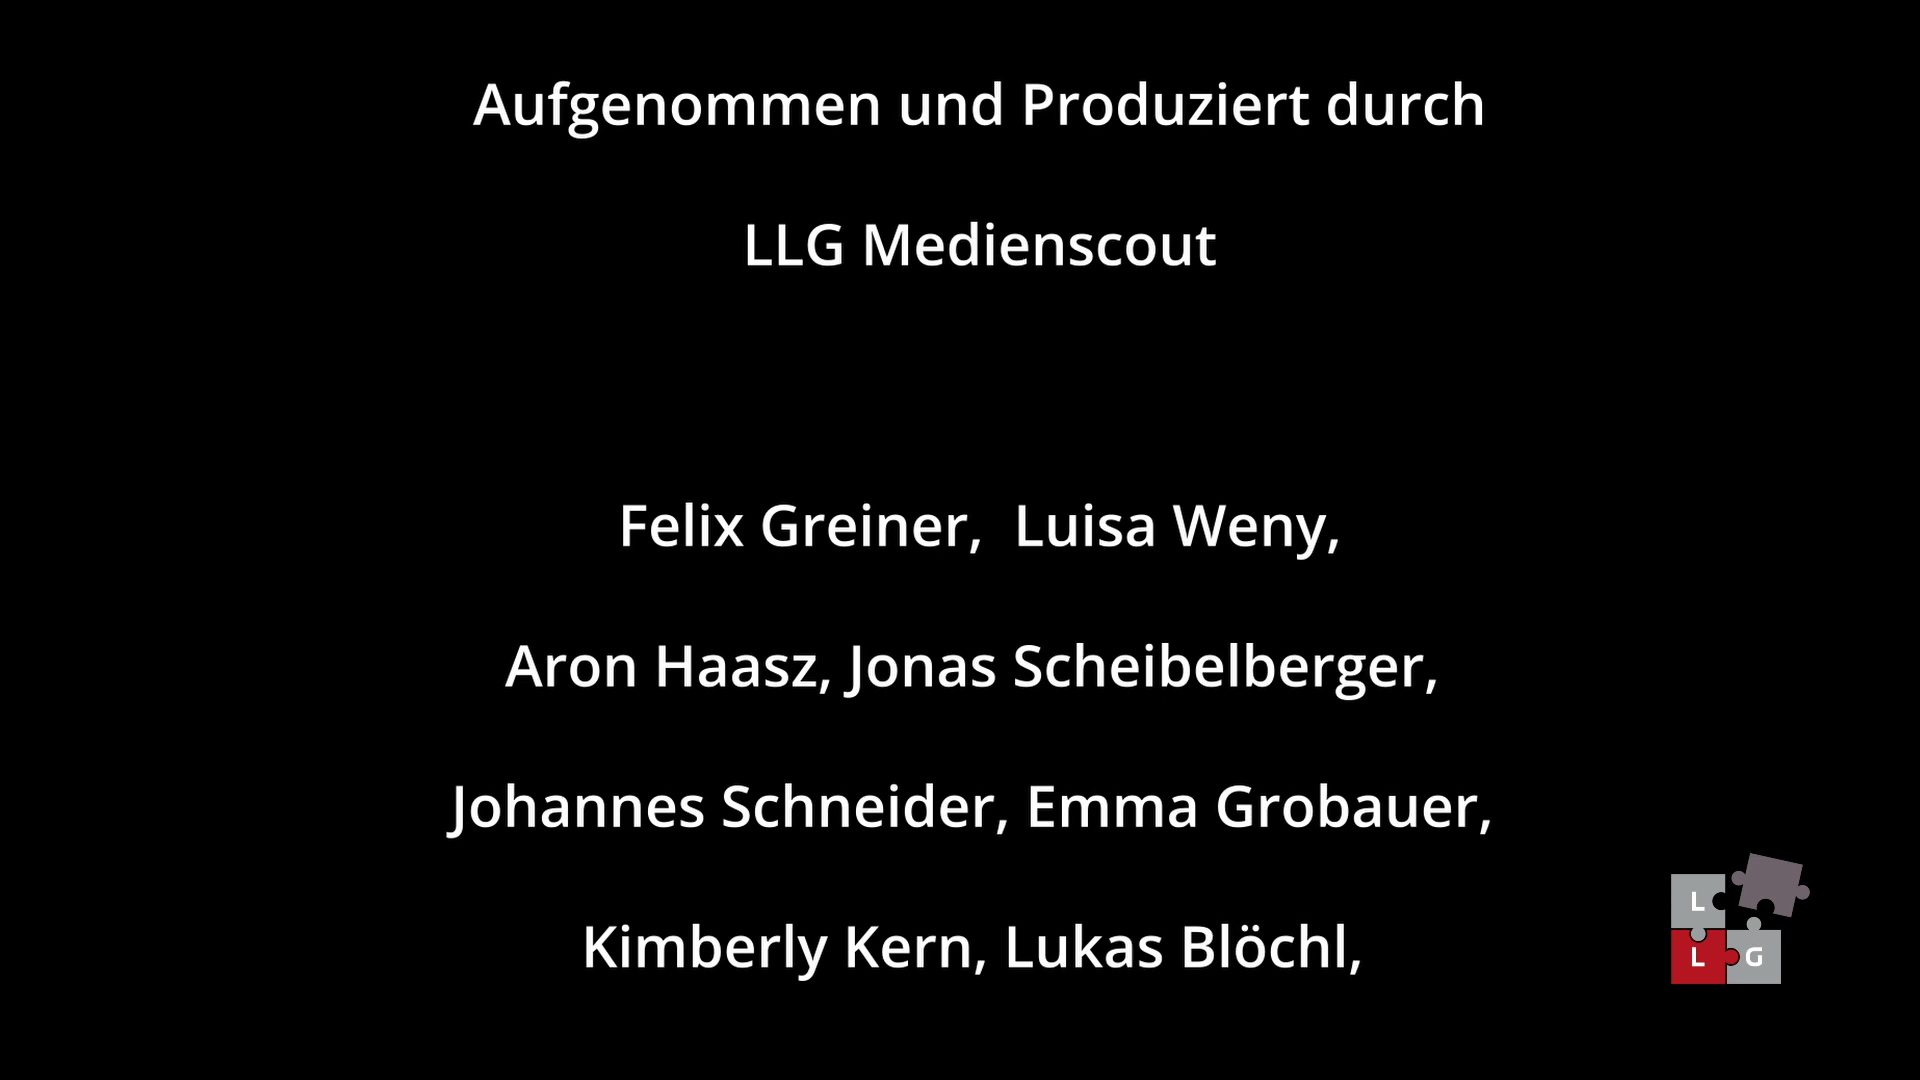 Aufgenommen und Produziert durch
LLG Medienscout
Felix Greiner,  Luisa Weny,
Aron Haasz, Jonas Scheibelberger,
Johannes Schneider, Emma Grobauer,
Kimberly Kern, Lukas Blöchl,
L
L G